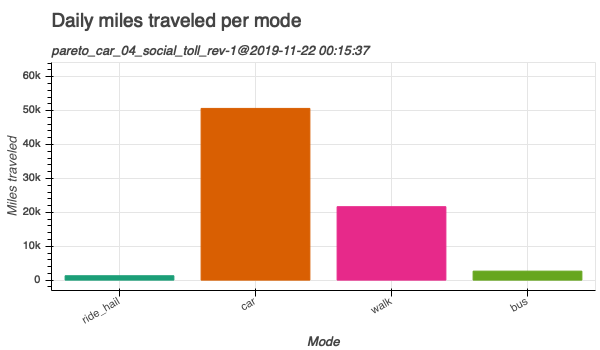 Daily miles traveled per mode
pareto_car_04_social_toll_rev-1@2019-11-22 00:15:37
Miles traveled
60k
50k
40k
30k
20k
10k
0
ride_hail
car
walk
bus
Mode